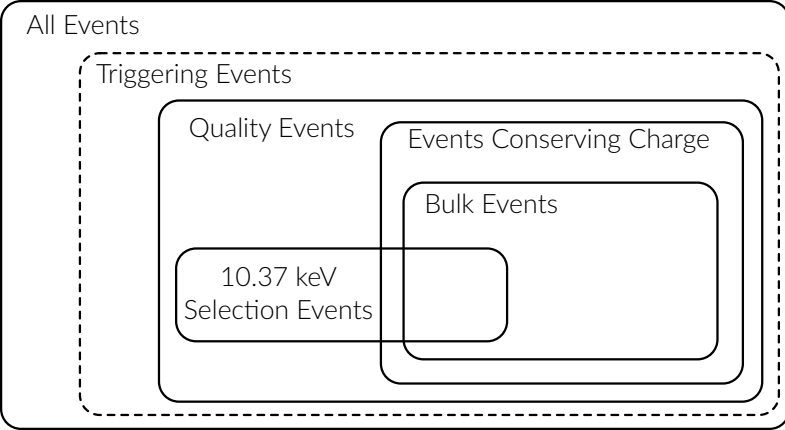 All Events
Triggering Events
Quality Events
Events Conserving Charge
Bulk Events
10.37 keV
Selection Events